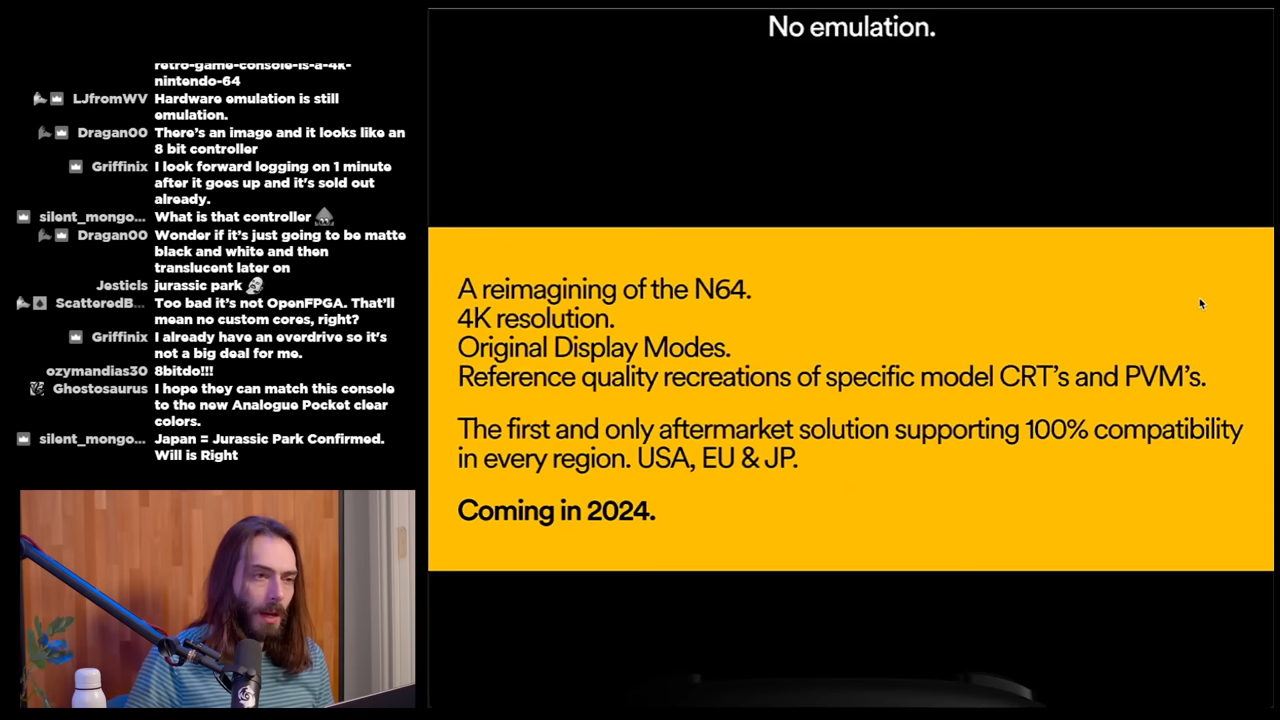 retro-game-console-is-a-4k-
nintendo-64
LJfromWV Hardware emulation is still
emulation.
Dragan00 There's an image and it looks like an
8 bit controller
Griffinix I look forward logging on 1 minute
after it goes up and it's sold out
already.
silent_mongo... What is that controller
Dragan00 Wonder if it's just going to be matte
black and white and then
translucent later on
Jesticls jurassic park
ScatteredB... Too bad it's not OpenFPGA. That'll
mean no custom cores, right?
Griffinix I already have an everdrive so it's
not a big deal for me.
ozymandias30 8bitdo!!!
Ghostosaurus I hope they can match this console
to the new Analogue Pocket clear
colors.
silent_mongo... Japan = Jurassic Park Confirmed.
Will is Right
No emulation.
A reimagining of the N64.
4K resolution.
Original Display Modes.
Reference quality recreations of specific model CRT's and PVM's.
The first and only aftermarket solution supporting 100% compatibility
in every region. USA, EU & JP.
Coming in 2024.